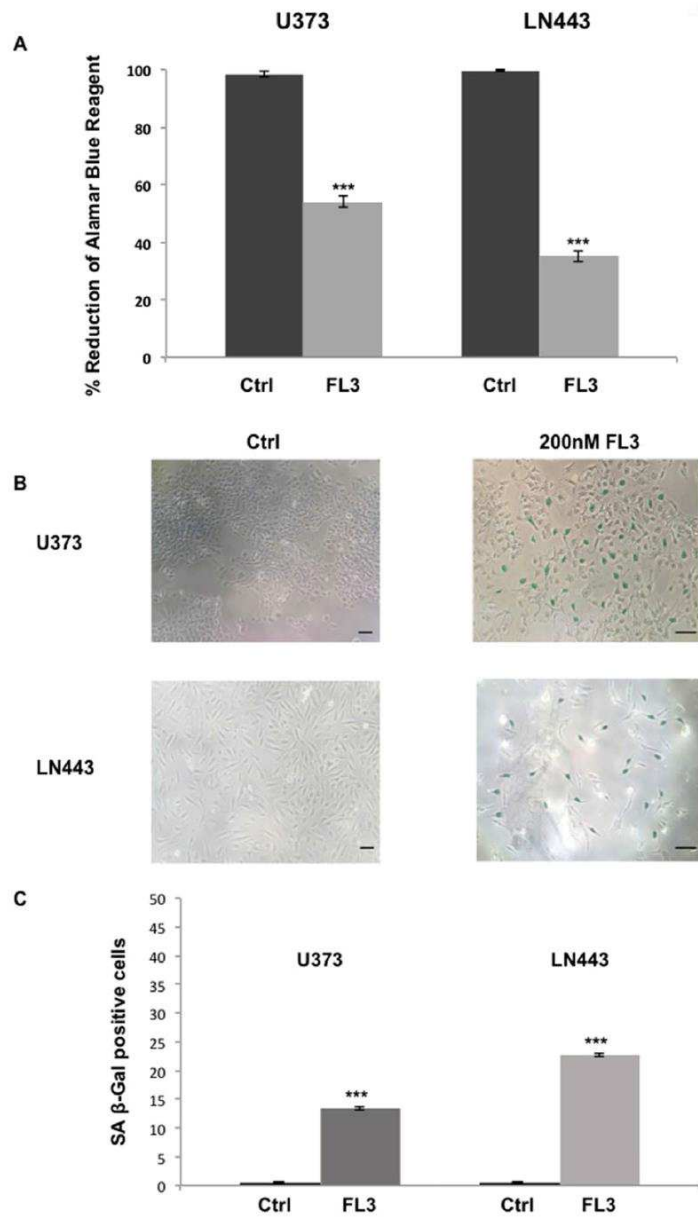 U373 LN443
A
% Reduction of Alamar Blue Reagent
100
80
60
40
20
0
***
***
Ctrl FL3 Ctrl FL3
Ctrl 200nM FL3
B
U373
LN443
C
SA β-Gal positive cells
50
45
40
35
30
25
20
15
10
5
0
U373 LN443
***
***
Ctrl FL3 Ctrl FL3